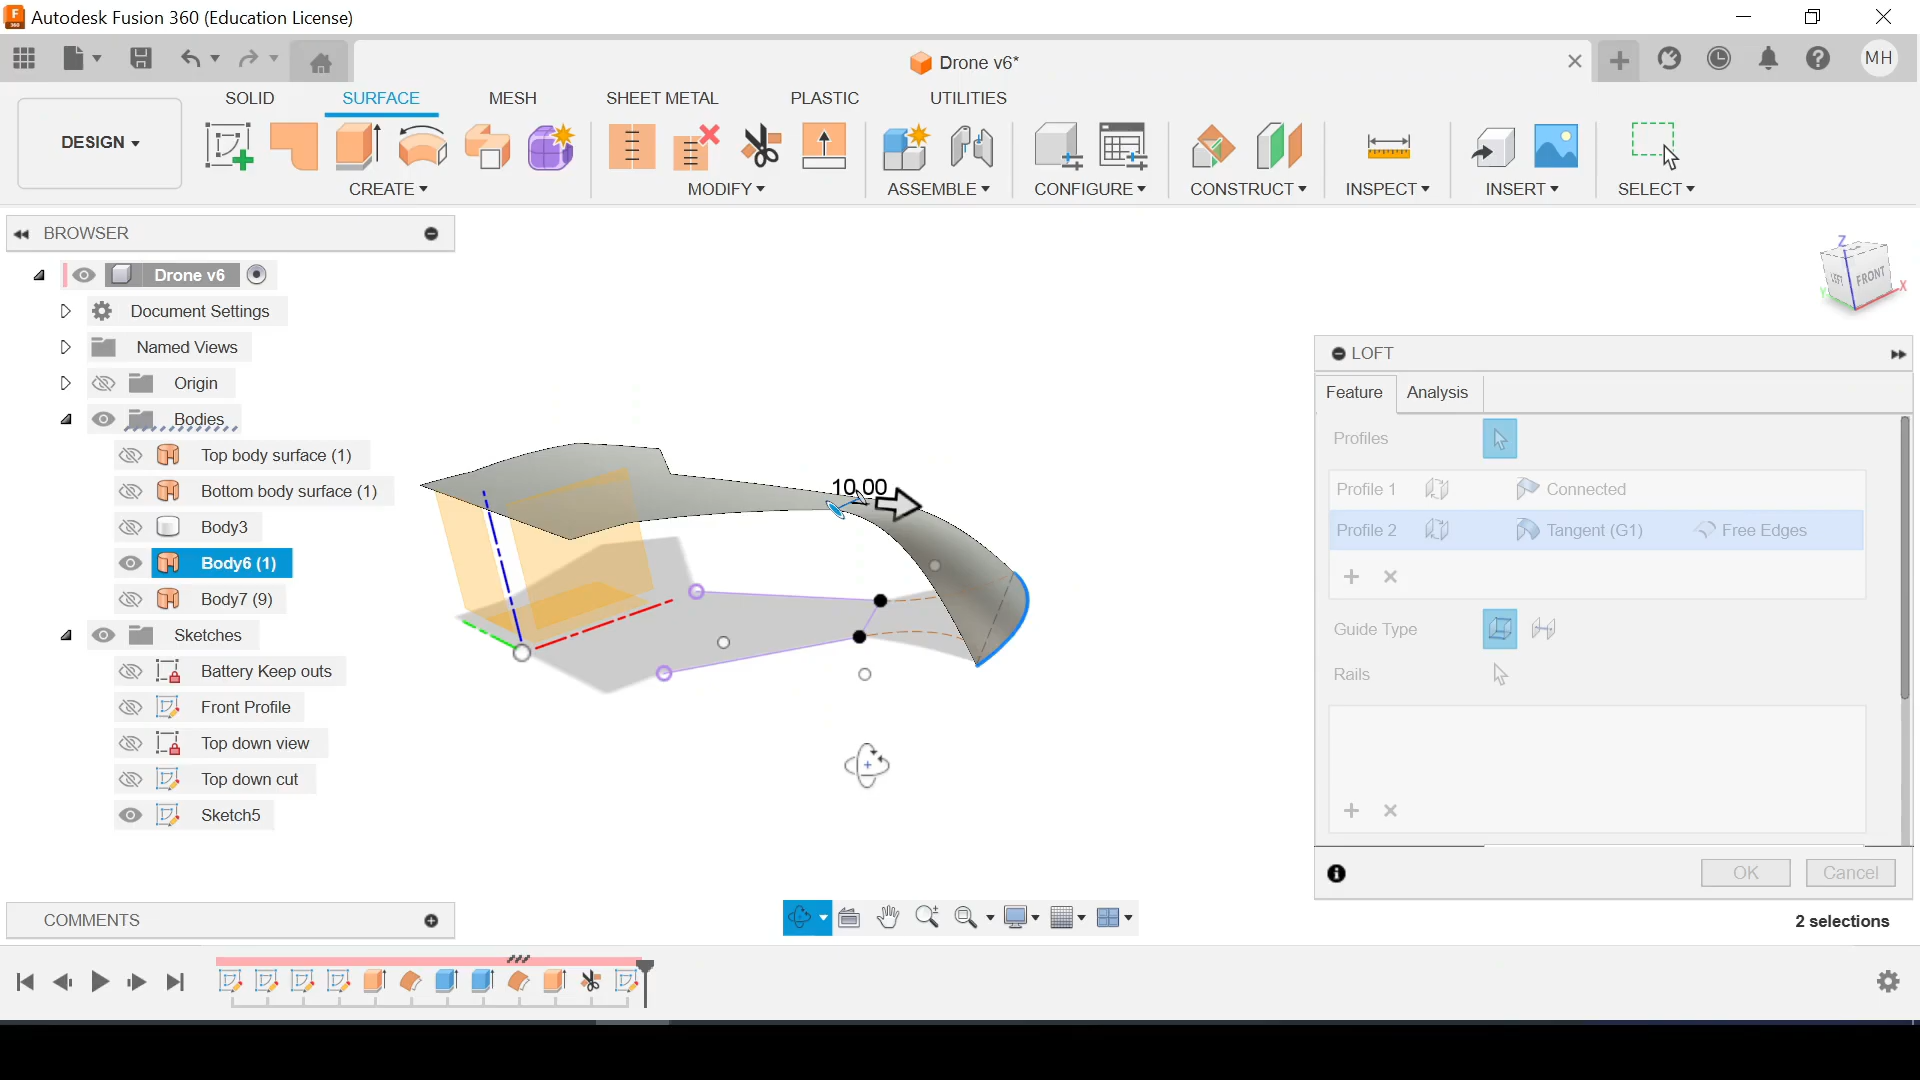 Autodesk Fusion 360 (Education License)
Drone v6*
MH
SOLID
SURFACE
MESH
SHEET METAL
PLASTIC
UTILITIES
DESIGN
CREATE
MODIFY
ASSEMBLE
CONFIGURE
CONSTRUCT
INSPECT
INSERT
SELECT
BROWSER
Drone v6
Document Settings
Named Views
Origin
Bodies
Top body surface (1)
Bottom body surface (1)
Body3
Body6 (1)
Body7 (9)
Sketches
Battery Keep outs
Front Profile
Top down view
Top down cut
Sketch5
10.00
Z
LEFT
FRONT
X
Y
LOFT
Feature
Analysis
Profiles
Profile 1
Connected
Profile 2
Tangent (G1)
Free Edges
Guide Type
Rails
OK
Cancel
COMMENTS
2 selections